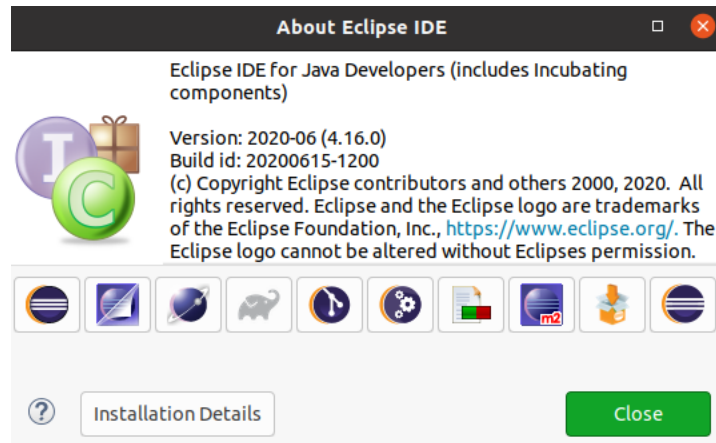 About Eclipse IDE
Eclipse IDE for Java Developers (includes Incubating
components)
Version: 2020-06 (4.16.0)
Build id: 20200615-1200
(c) Copyright Eclipse contributors and others 2000, 2020.  All
rights reserved. Eclipse and the Eclipse logo are trademarks
of the Eclipse Foundation, Inc., https://www.eclipse.org/. The
Eclipse logo cannot be altered without Eclipses permission.
I
C
m2
?
Installation Details
Close